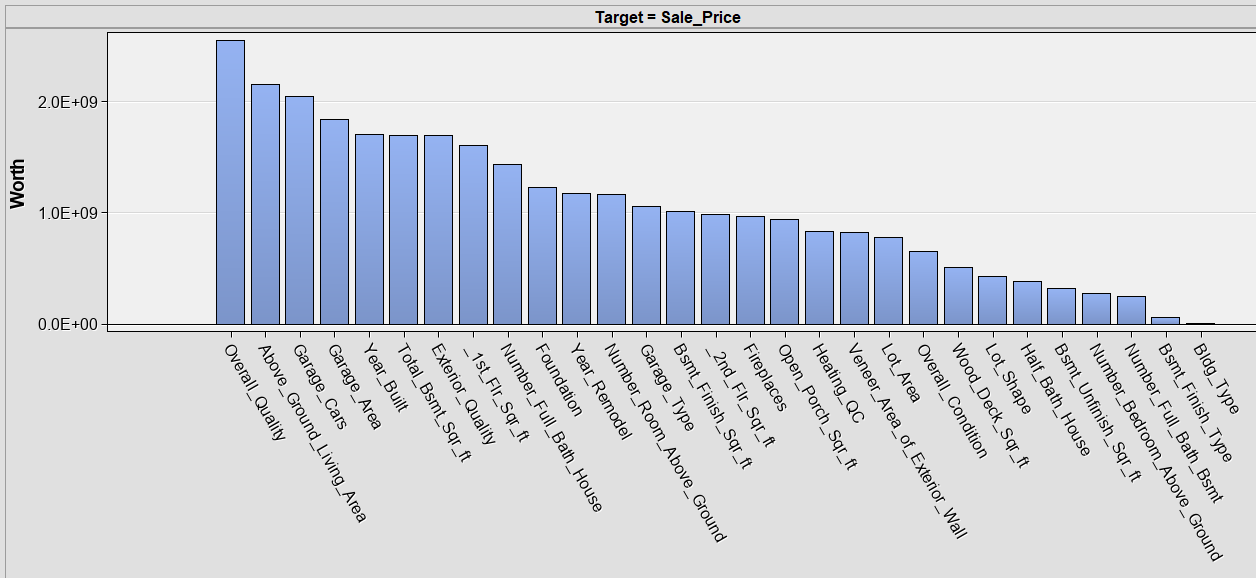 Target = Sale_Price
Worth
2.0E+09
1.0E+09
0.0E+00
Overall_Quality
Above_Ground_Living_Area
Garage_Cars
Garage_Area
Year_Built
Total_Bsmt_Sqr_ft
Exterior_Quality
_1st_Flr_Sqr_ft
Number_Full_Bath_House
Foundation
Year_Remodel
Number_Room_Above_Ground
Garage_Type
Bsmt_Finish_Sqr_ft
_2nd_Flr_Sqr_ft
Fireplaces
Open_Porch_Sqr_ft
Heating_QC
Veneer_Area_of_Exterior_Wall
Lot_Area
Overall_Condition
Wood_Deck_Sqr_ft
Lot_Shape
Half_Bath_House
Bsmt_Unfinish_Sqr_ft
Number_Bedroom_Above_Ground
Number_Full_Bath_Bsmt
Bsmt_Finish_Type
Bldg_Type